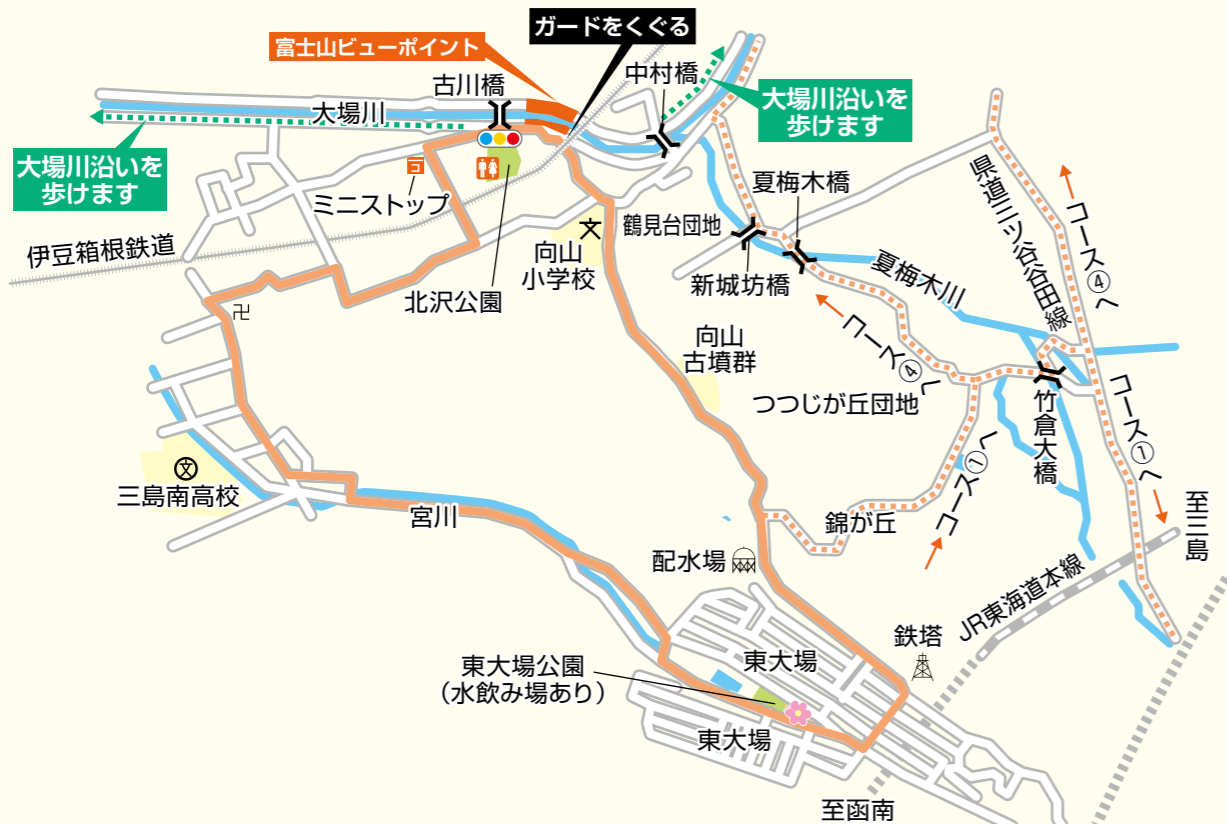 ガードをくぐる
富士山ビューポイント
古川橋
中村橋
大場川
大場川沿いを
歩けます
大場川沿いを
歩けます
ミニストップ
伊豆箱根鉄道
北沢公園
向山
小学校
文
鶴見台団地
夏梅木橋
新城坊橋
夏梅木川
県道三ツ谷谷田線
コース④へ
コース④へ
向山
古墳群
つつじが丘団地
竹倉大橋
コース①へ
コース①へ
至三島
卍
文
三島南高校
宮川
錦が丘
配水場
JR東海道本線
鉄塔
東大場公園
（水飲み場あり）
東大場
東大場
至函南